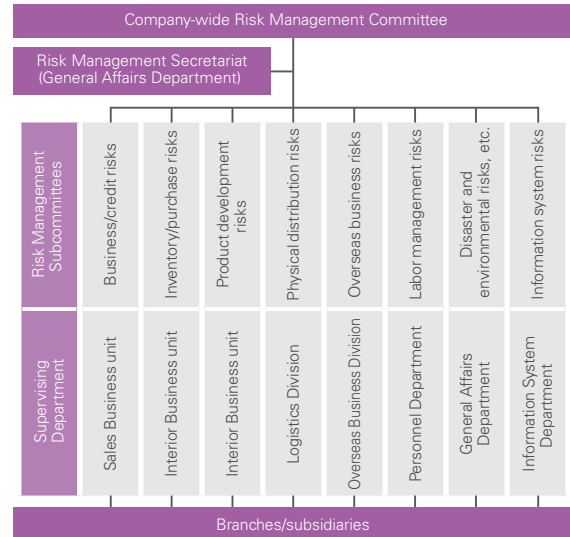 Company-wide Risk Management Committee
Risk Management Secretariat
(General Affairs Department)
Risk Management
Subcommittees
Business/credit risks
Inventory/purchase risks
Product development
risks
Physical distribution risks
Overseas business risks
Labor management risks
Disaster and
environmental risks, etc.
Information system risks
Supervising
Department
Sales Business unit
Interior Business unit
Interior Business unit
Logistics Division
Overseas Business Division
Personnel Department
General Affairs
Department
Information System
Department
Branches/subsidiaries